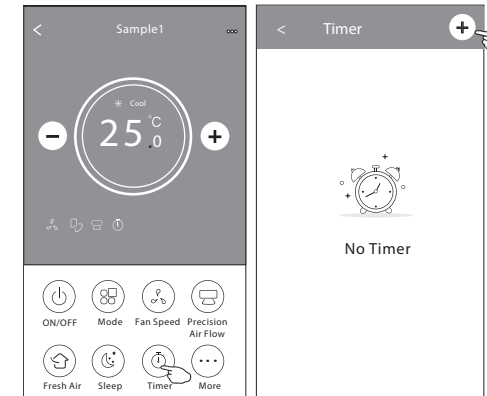 Sample1
Cool
25.0 °C
ON/OFF
Mode
Fan Speed
Precision
Air Flow
Fresh Air
Sleep
Timer
More
Timer
No Timer